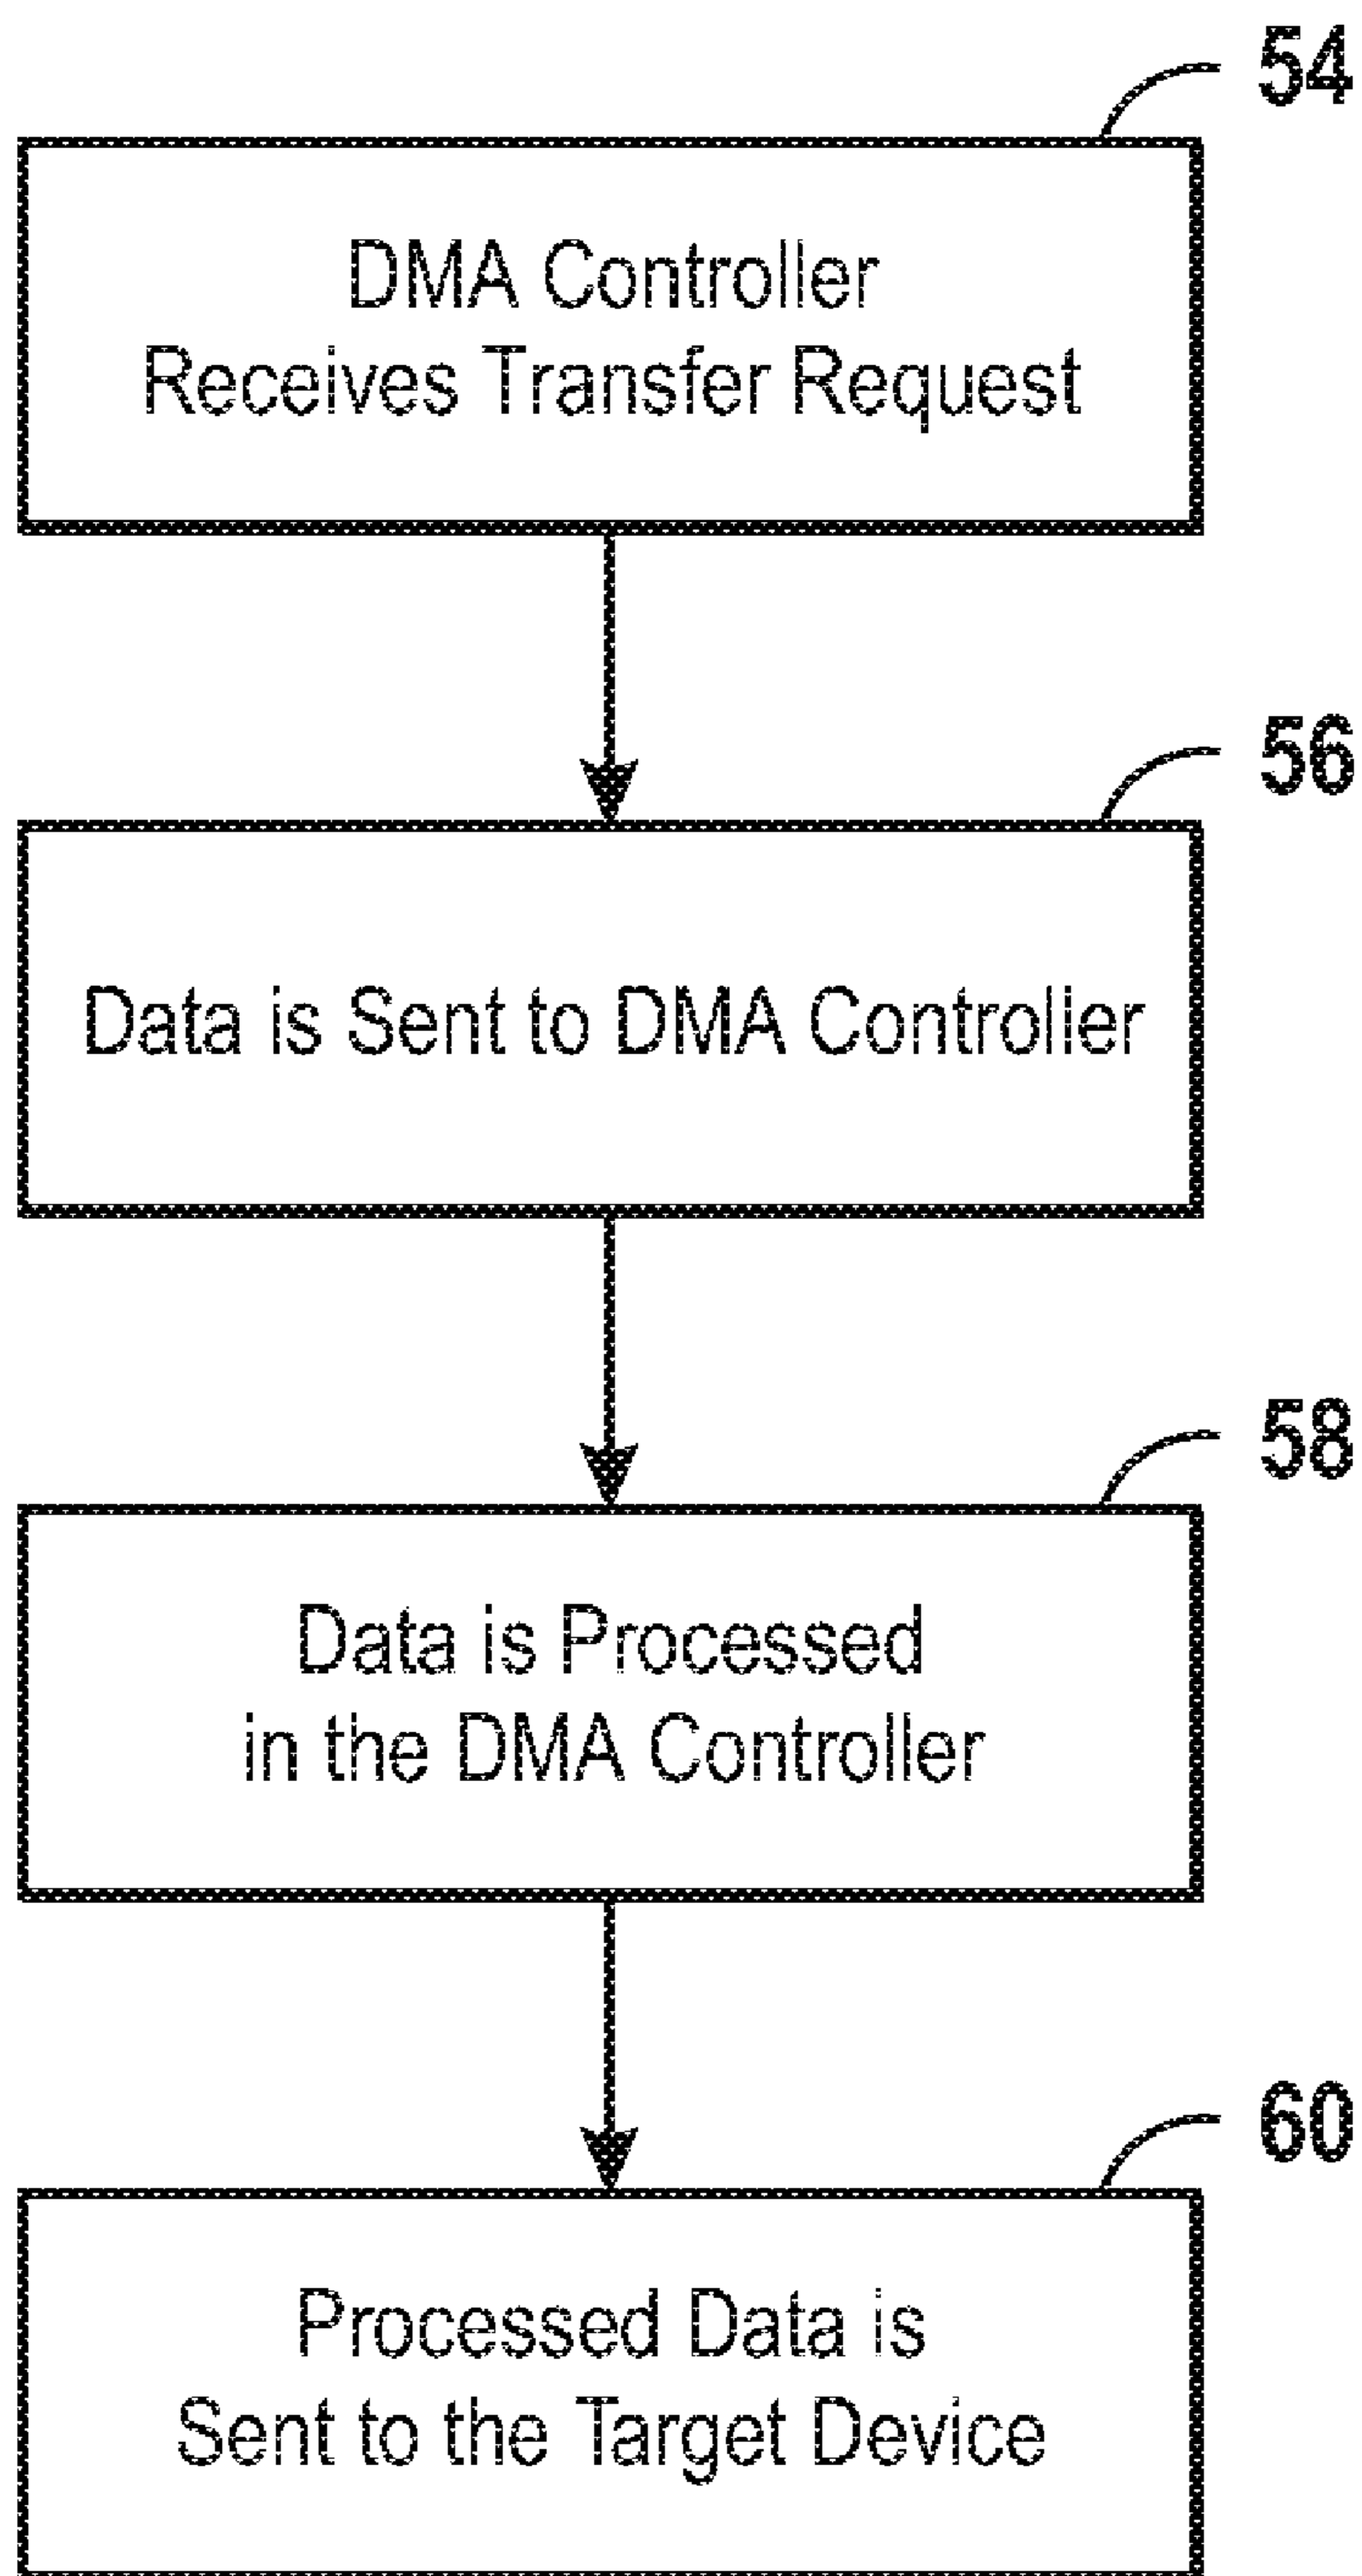 54
DMA Controller
Receives Transfer Request
56
Data is Sent to DMA Controller
58
Data is Processed
in the DMA Controller
60
Processed Data is
Sent to the Target Device